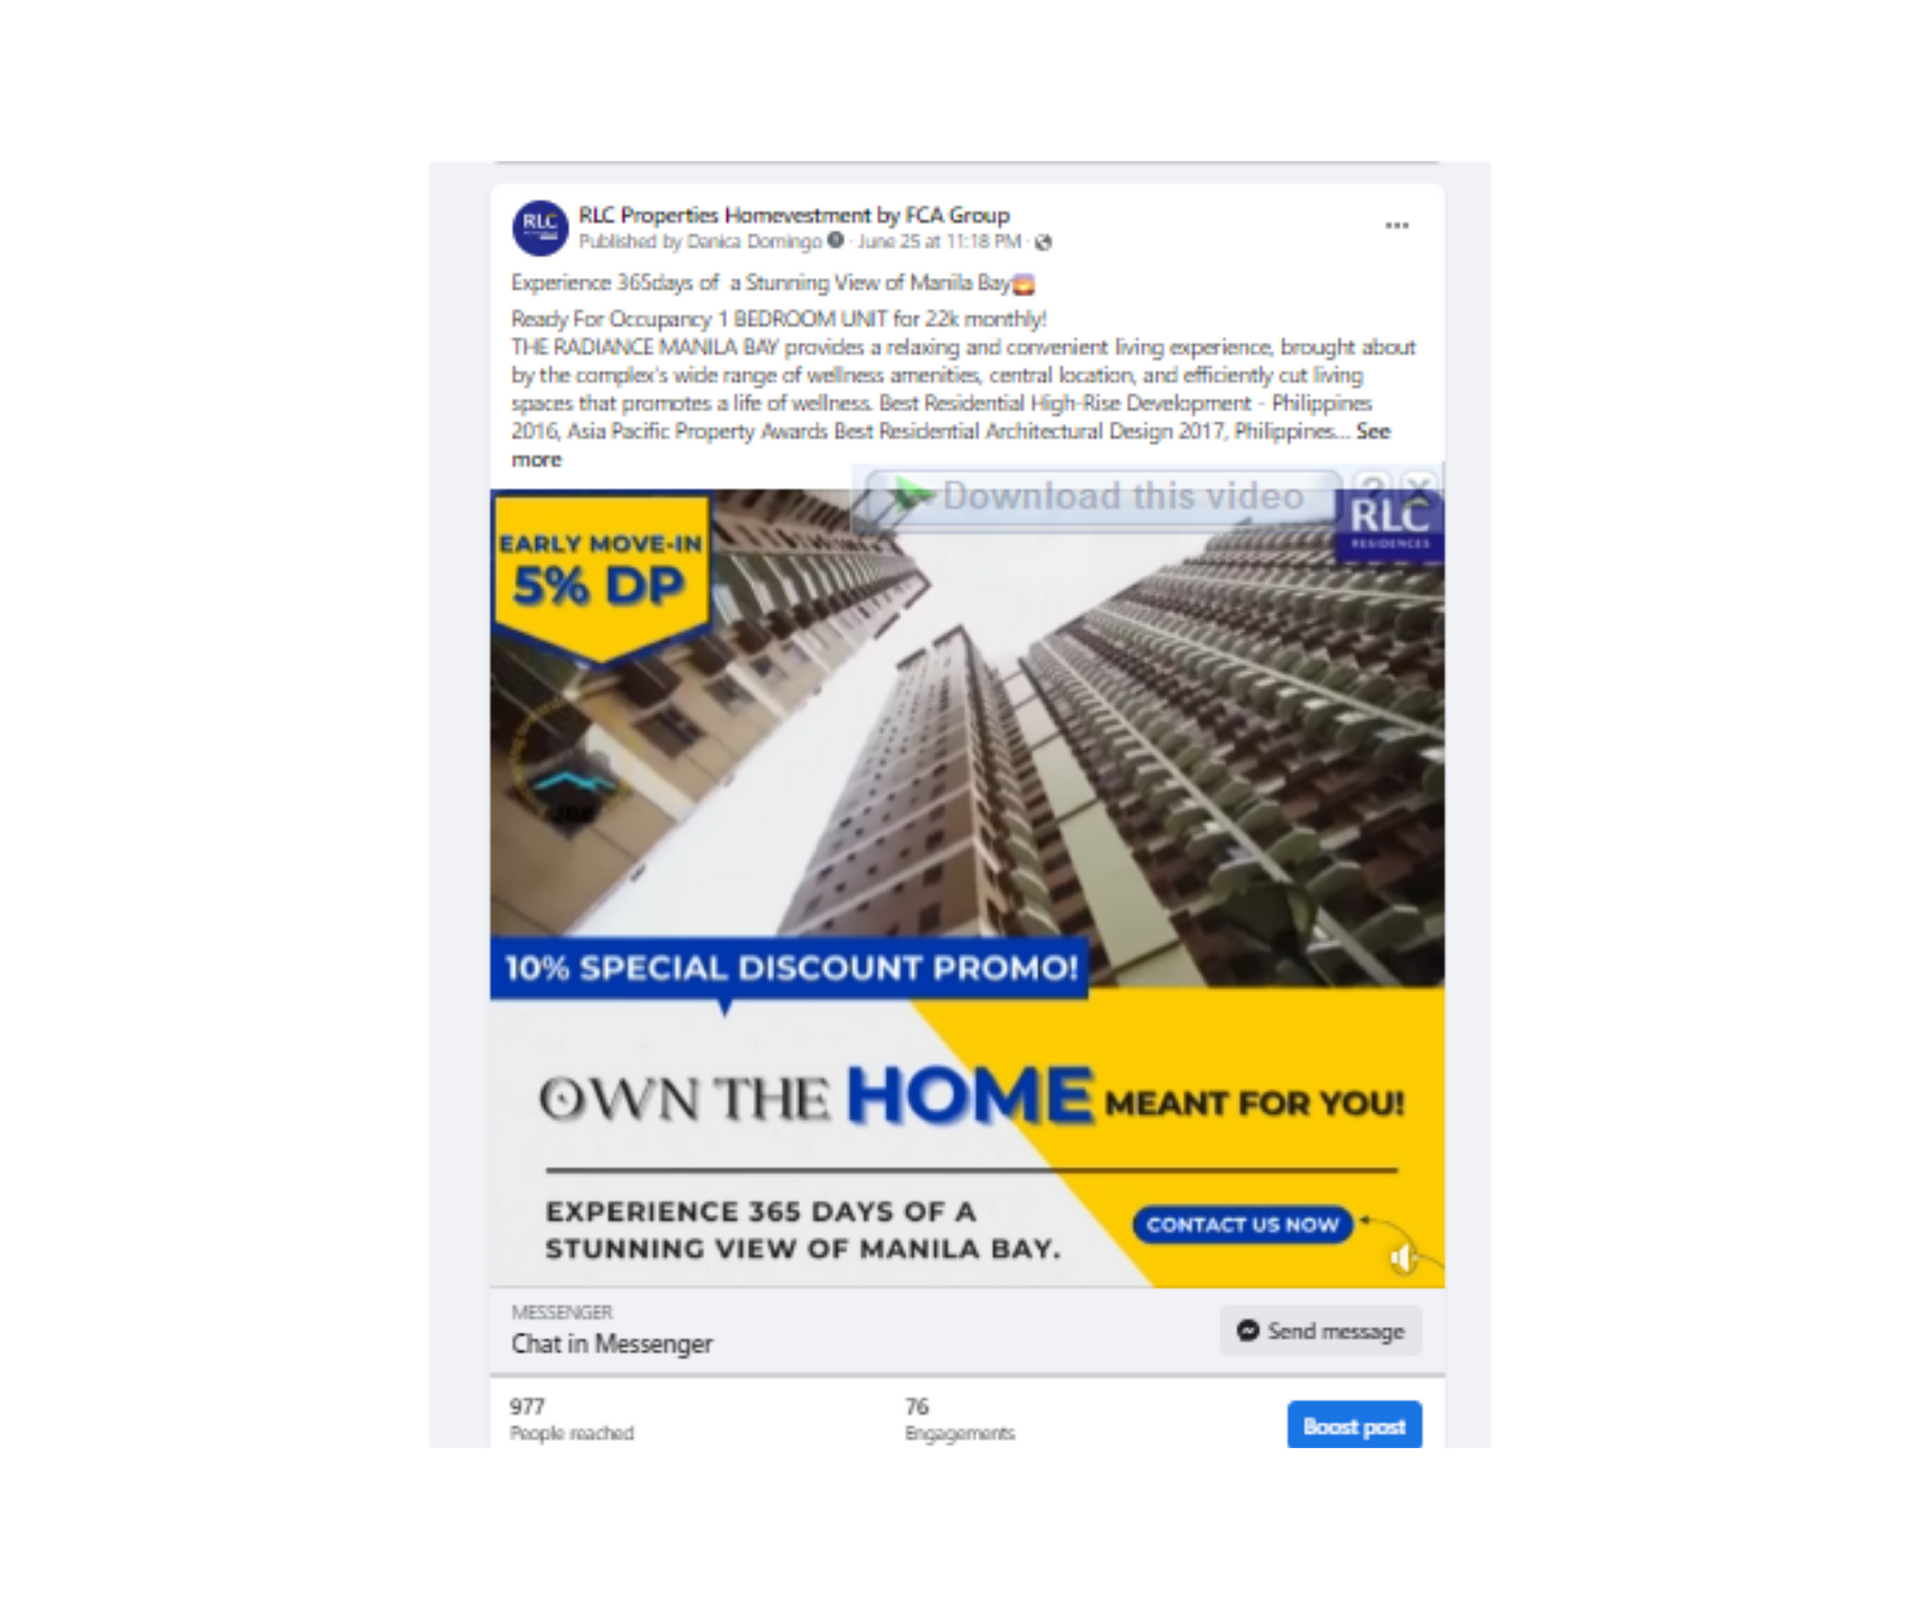 RLC
RLC Properties Homevestment by FCA Group
Published by Danica Domingo · June 25 at 11:18 PM ·
Experience 365days of a Stunning View of Manila Bay
Ready For Occupancy 1 BEDROOM UNIT for 22k monthly!
THE RADIANCE MANILA BAY provides a relaxing and convenient living experience, brought about
by the complex's wide range of wellness amenities, central location, and efficiently cut living
spaces that promotes a life of wellness. Best Residential High-Rise Development - Philippines
2016, Asia Pacific Property Awards Best Residential Architectural Design 2017, Philippines... See
more
Download this video ?
RLC
RESIDENCES
EARLY MOVE-IN
5% DP
10% SPECIAL DISCOUNT PROMO!
OWN THE HOME MEANT FOR YOU!
EXPERIENCE 365 DAYS OF A
STUNNING VIEW OF MANILA BAY.
CONTACT US NOW
MESSENGER
Chat in Messenger
Send message
977
People reached
76
Engagements
Boost post